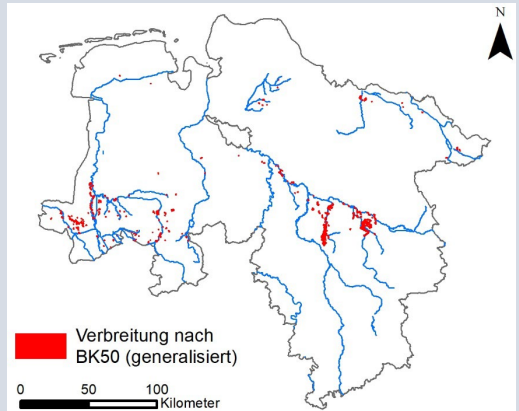 N
Verbreitung nach
BK50 (generalisiert)
0 50 100
Kilometer